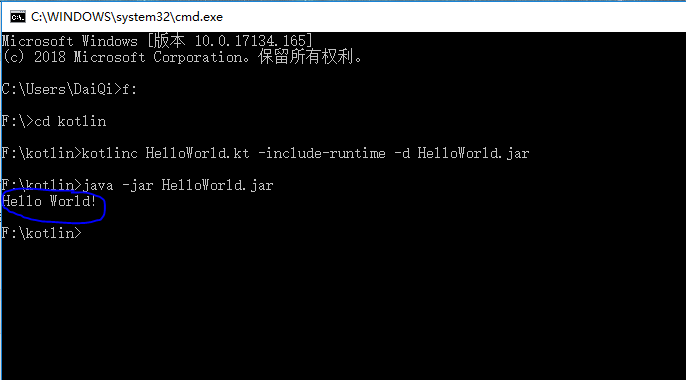 C:\WINDOWS\system32\cmd.exe
Microsoft Windows [版本 10.0.17134.165]
(c) 2018 Microsoft Corporation。保留所有权利。
C:\Users\DaiQi>f:
F:\>cd kotlin
F:\kotlin>kotlinc HelloWorld.kt -include-runtime -d HelloWorld.jar
F:\kotlin>java -jar HelloWorld.jar
Hello World!
F:\kotlin>